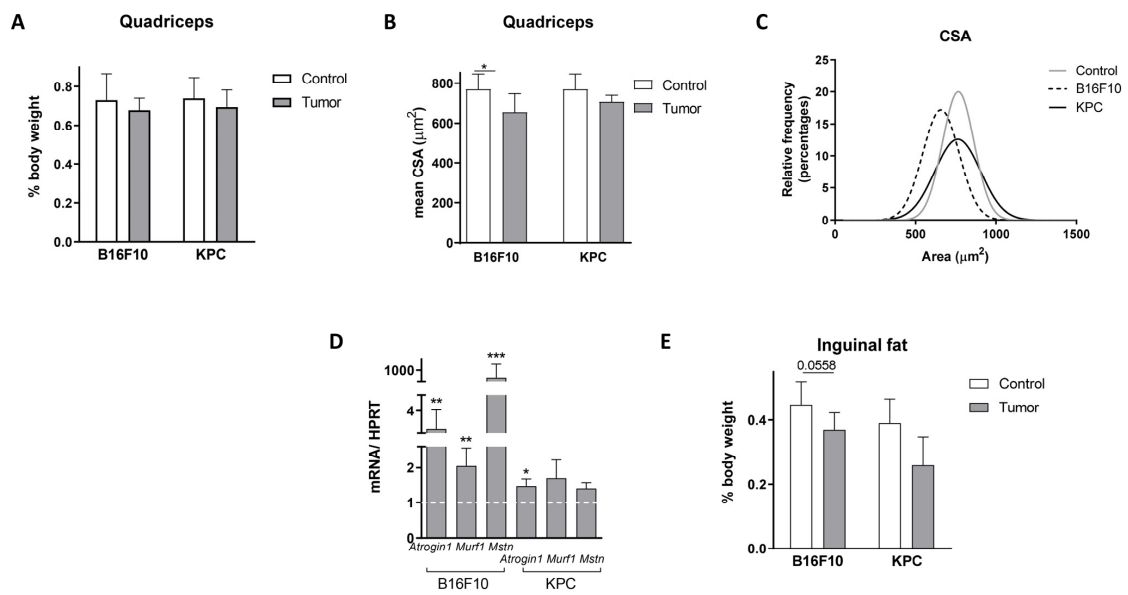 A
Quadriceps
% body weight
0.8
0.6
0.4
0.2
0.0
B16F10 KPC
Control
Tumor
B
Quadriceps
mean CSA (μm2)
800
600
400
200
0
*
B16F10 KPC
Control
Tumor
C
CSA
Relative frequency
(percentages)
25
20
15
10
5
0
0 500 1000 1500
Area (μm2)
Control
B16F10
KPC
D
mRNA/ HPRT
1000
4
2
1
0
** ** *** *
Atrogin1 Murf1 Mstn
Atrogin1 Murf1 Mstn
B16F10 KPC
E
Inguinal fat
0.0558
% body weight
0.4
0.2
0.0
B16F10 KPC
Control
Tumor